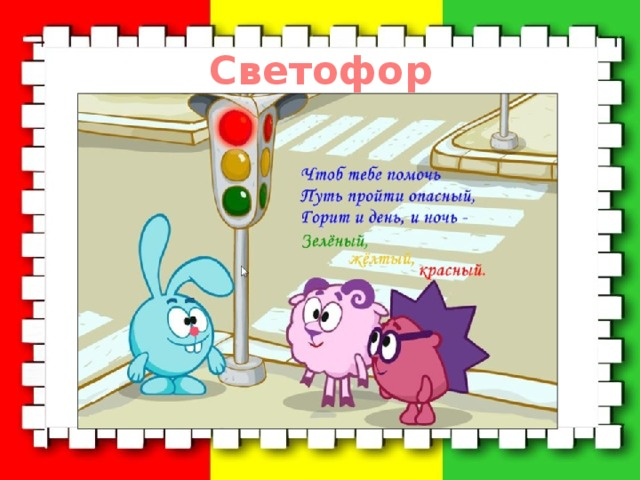 Светофор
Чтоб тебе помочь
Путь пройти опасный,
Горит и день, и ночь -
Зелёный,
жёлтый,
красный.